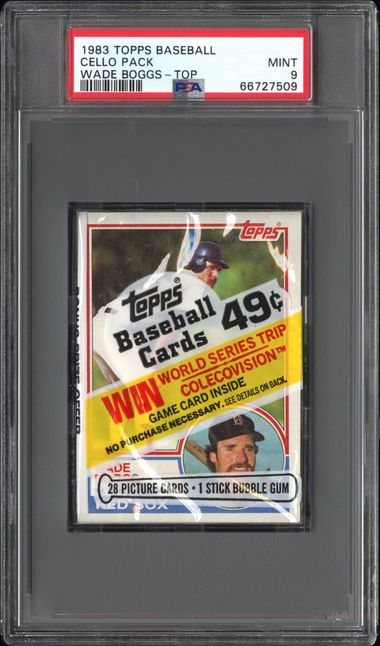 1983 TOPPS BASEBALL
CELLO PACK MINT
WADE BOGGS - TOP PSA 9
66727509
topps
topps
Baseball
Cards 49¢
WIN WORLD SERIES TRIP
COLECOVISION™
GAME CARD INSIDE
NO PURCHASE NECESSARY. SEE DETAILS ON BACK.
28 PICTURE CARDS • 1 STICK BUBBLE GUM
RED SOX